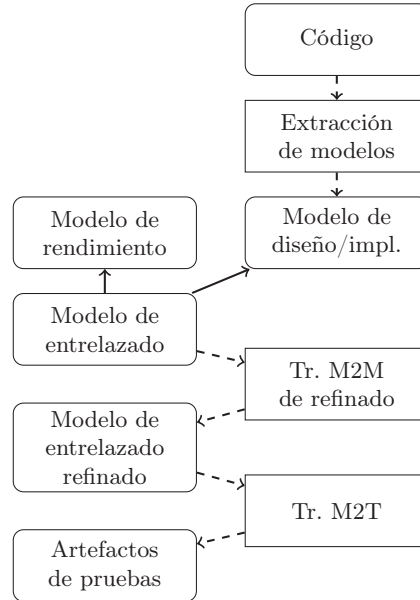 Código
Extracción
de modelos
Modelo de
rendimiento
Modelo de
diseño/impl.
Modelo de
entrelazado
Tr. M2M
de refinado
Modelo de
entrelazado
refinado
Tr. M2T
Artefactos
de pruebas